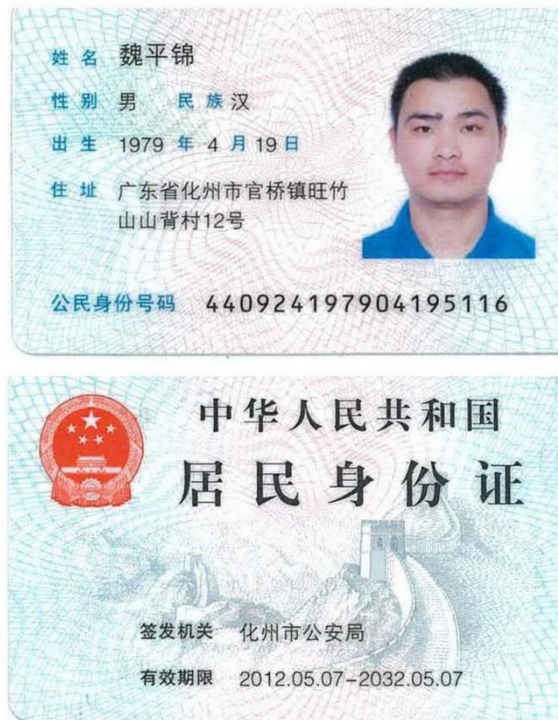 姓名 魏平锦
性别 男 民族 汉
出生 1979 年 4 月 19 日
住址 广东省化州市官桥镇旺竹
山山背村12号
公民身份号码 440924197904195116
中华人民共和国
居民身份证
签发机关 化州市公安局
有效期限 2012.05.07-2032.05.07